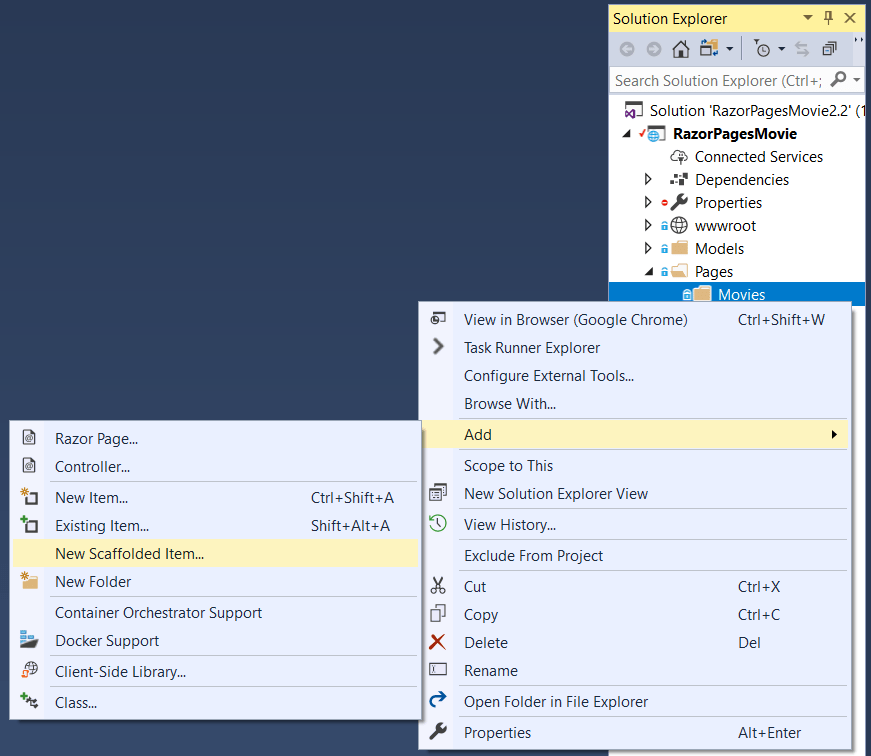 Solution Explorer
Search Solution Explorer (Ctrl+;
Solution 'RazorPagesMovie2.2' (1
RazorPagesMovie
Connected Services
Dependencies
Properties
wwwroot
Models
Pages
Movies
View in Browser (Google Chrome) Ctrl+Shift+W
Task Runner Explorer
Configure External Tools...
Browse With...
Add
Scope to This
New Solution Explorer View
View History...
Exclude From Project
Cut Ctrl+X
Copy Ctrl+C
Delete Del
Rename
Open Folder in File Explorer
Properties Alt+Enter
Razor Page...
Controller...
New Item... Ctrl+Shift+A
Existing Item... Shift+Alt+A
New Scaffolded Item...
New Folder
Container Orchestrator Support
Docker Support
Client-Side Library...
Class...